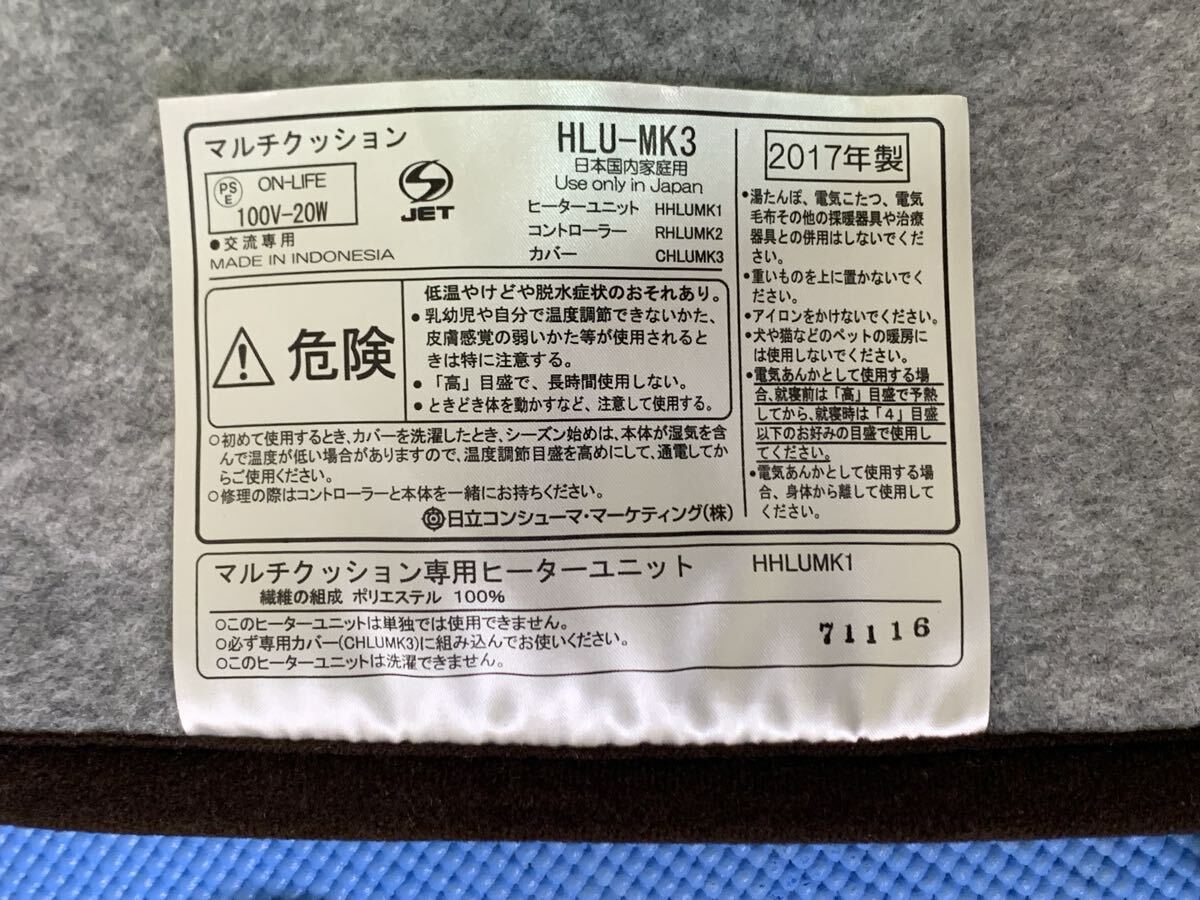 マルチクッション
PS
E
ON-LIFE
100V-20W
●交流専用
MADE IN INDONESIA
JET
HLU-MK3
日本国内家庭用
Use only in Japan
ヒーターユニット HHLUMK1
コントローラー RHLUMK2
カバー CHLUMK3
危険
低温やけどや脱水症状のおそれあり。
●乳幼児や自分で温度調節できないかた、
皮膚感覚の弱いかた等が使用されると
きは特に注意する。
●「高」目盛で、長時間使用しない。
●ときどき体を動かすなど、注意して使用する。
○初めて使用するとき、カバーを洗濯したとき、シーズン始めは、本体が湿気を含
んで温度が低い場合がありますので、温度調節目盛を高めにして、通電してか
らご使用ください。
○修理の際はコントローラーと本体を一緒にお持ちください。
日立コンシューマ・マーケティング(株)
2017年製
●湯たんぽ、電気こたつ、電気
毛布その他の採暖器具や治療
器具との併用はしないでくだ
さい。
●重いものを上に置かないでく
ださい。
●アイロンをかけないでください。
●犬や猫などのペットの暖房に
は使用しないでください。
●電気あんかとして使用する場
合、就寝前は「高」目盛で予熱
してから、就寝時は「4」目盛
以下のお好みの目盛で使用し
てください。
●電気あんかとして使用する場
合、身体から離して使用して
ください。
マルチクッション専用ヒーターユニット HHLUMK1
繊維の組成 ポリエステル 100%
○このヒーターユニットは単独では使用できません。
○必ず専用カバー(CHLUMK3)に組み込んでお使いください。
○このヒーターユニットは洗濯できません。
71116